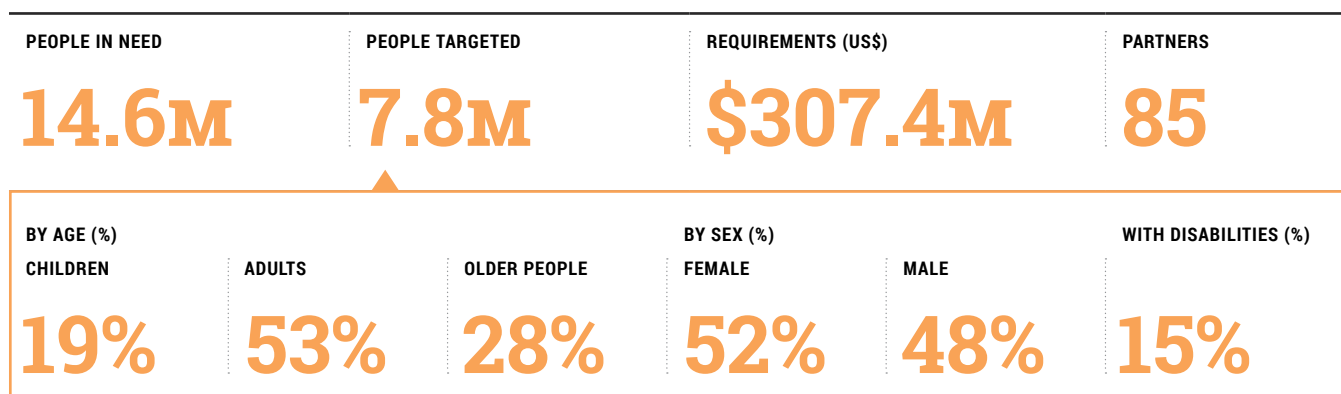 PEOPLE IN NEED PEOPLE TARGETED REQUIREMENTS (US$) PARTNERS
14.6M 7.8M $307.4M 85
BY AGE (%) BY SEX (%) WITH DISABILITIES (%)
CHILDREN ADULTS OLDER PEOPLE FEMALE MALE
19% 53% 28% 52% 48% 15%